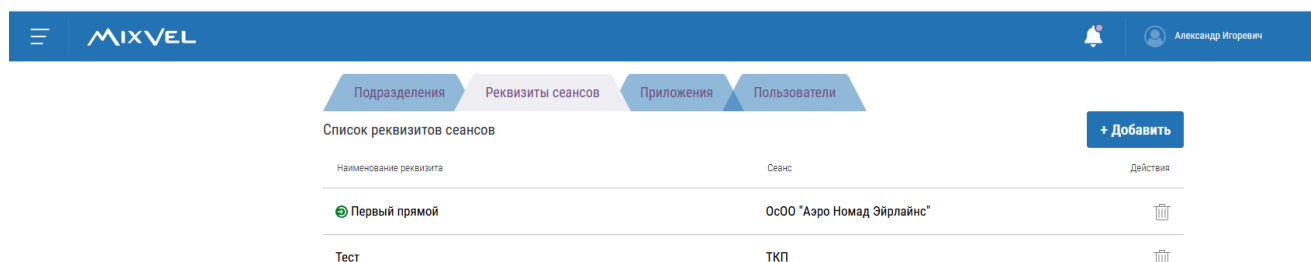 MIXVEL
Александр Игоревич
Подразделения
Реквизиты сеансов
Приложения
Пользователи
Список реквизитов сеансов
+ Добавить
Наименование реквизита
Сеанс
Действия
Первый прямой
ОсОО "Аэро Номад Эйрлайнс"
Тест
ТКП